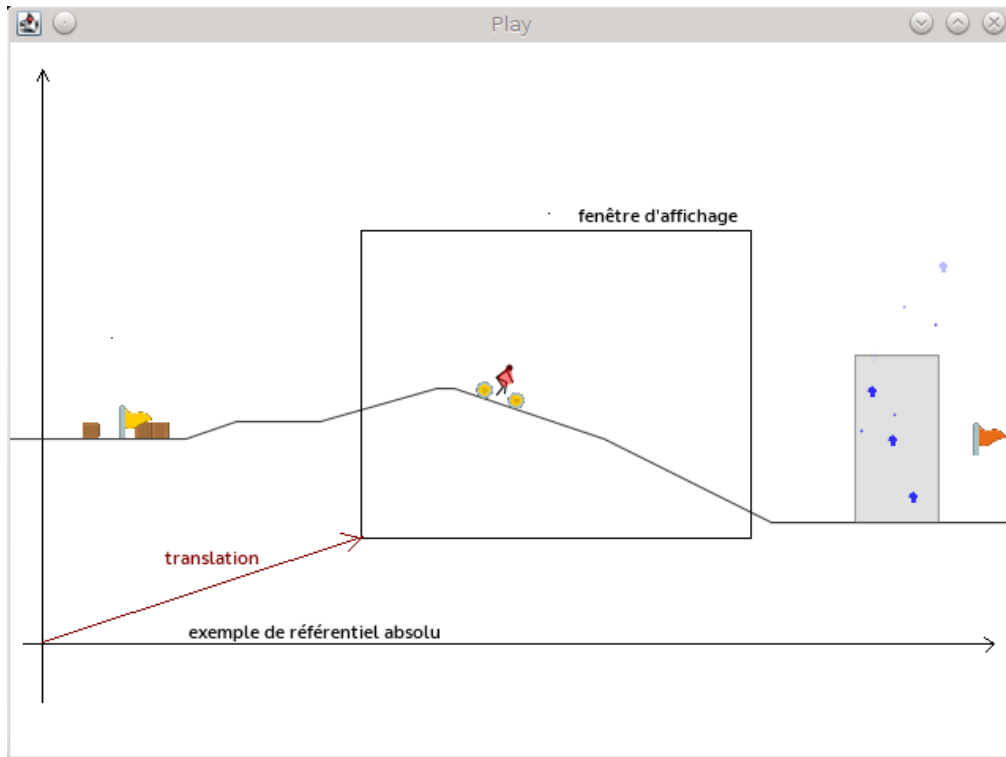 Play
fenêtre d'affichage
translation
exemple de référentiel absolu